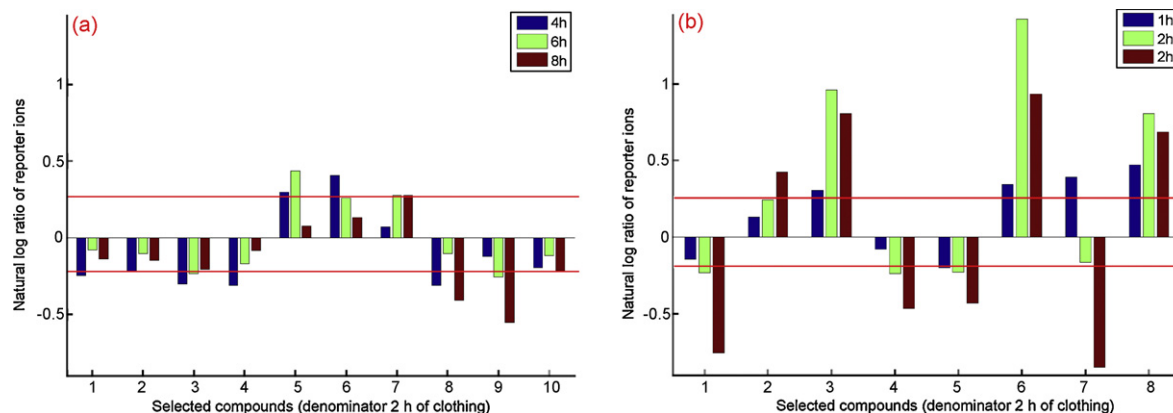 (a)
4h
6h
8h
Natural log ratio of reporter ions
1
0.5
0
-0.5
1 2 3 4 5 6 7 8 9 10
Selected compounds (denominator 2 h of clothing)
(b)
1h
2h
2h
Natural log ratio of reporter ions
1
0.5
0
-0.5
1 2 3 4 5 6 7 8
Selected compounds (denominator 2 h of clothing)